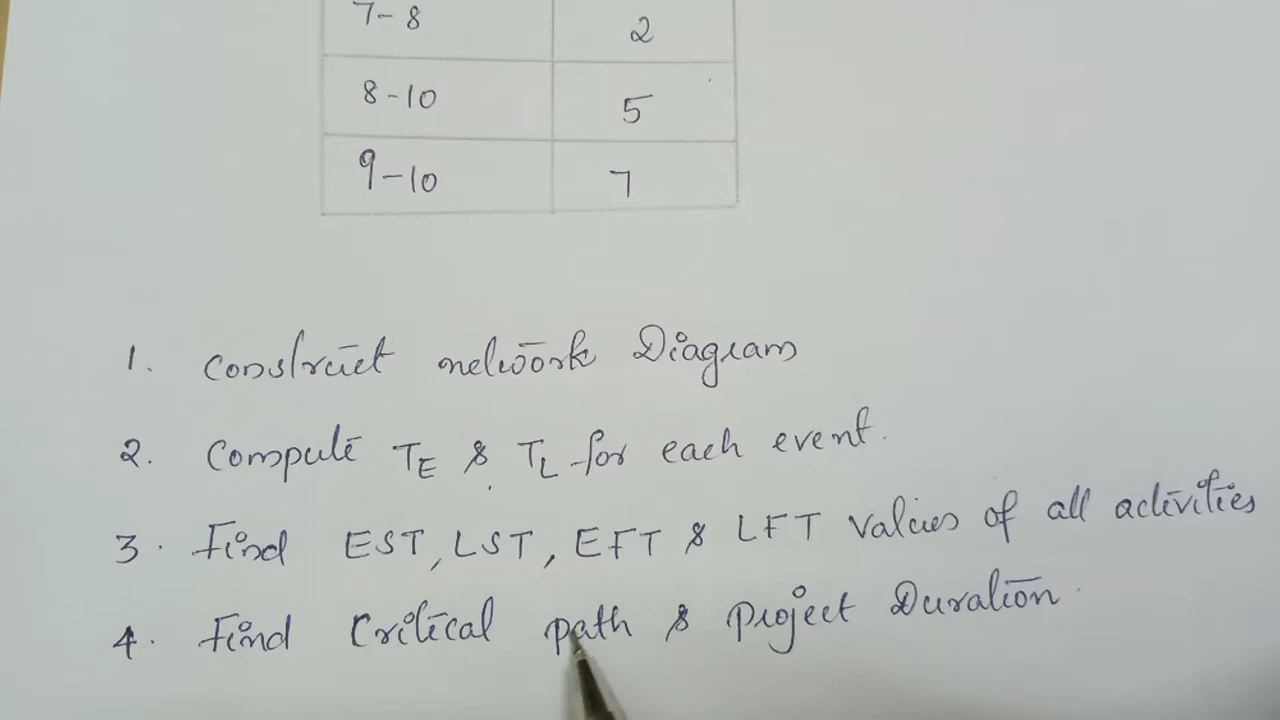 7-8 2
8-10 5
9-10 7
1. Construct network Diagram
2. Compute TE & TL for each event.
3. Find EST, LST, EFT & LFT values of all activities
4. Find Critical path & Project Duration.